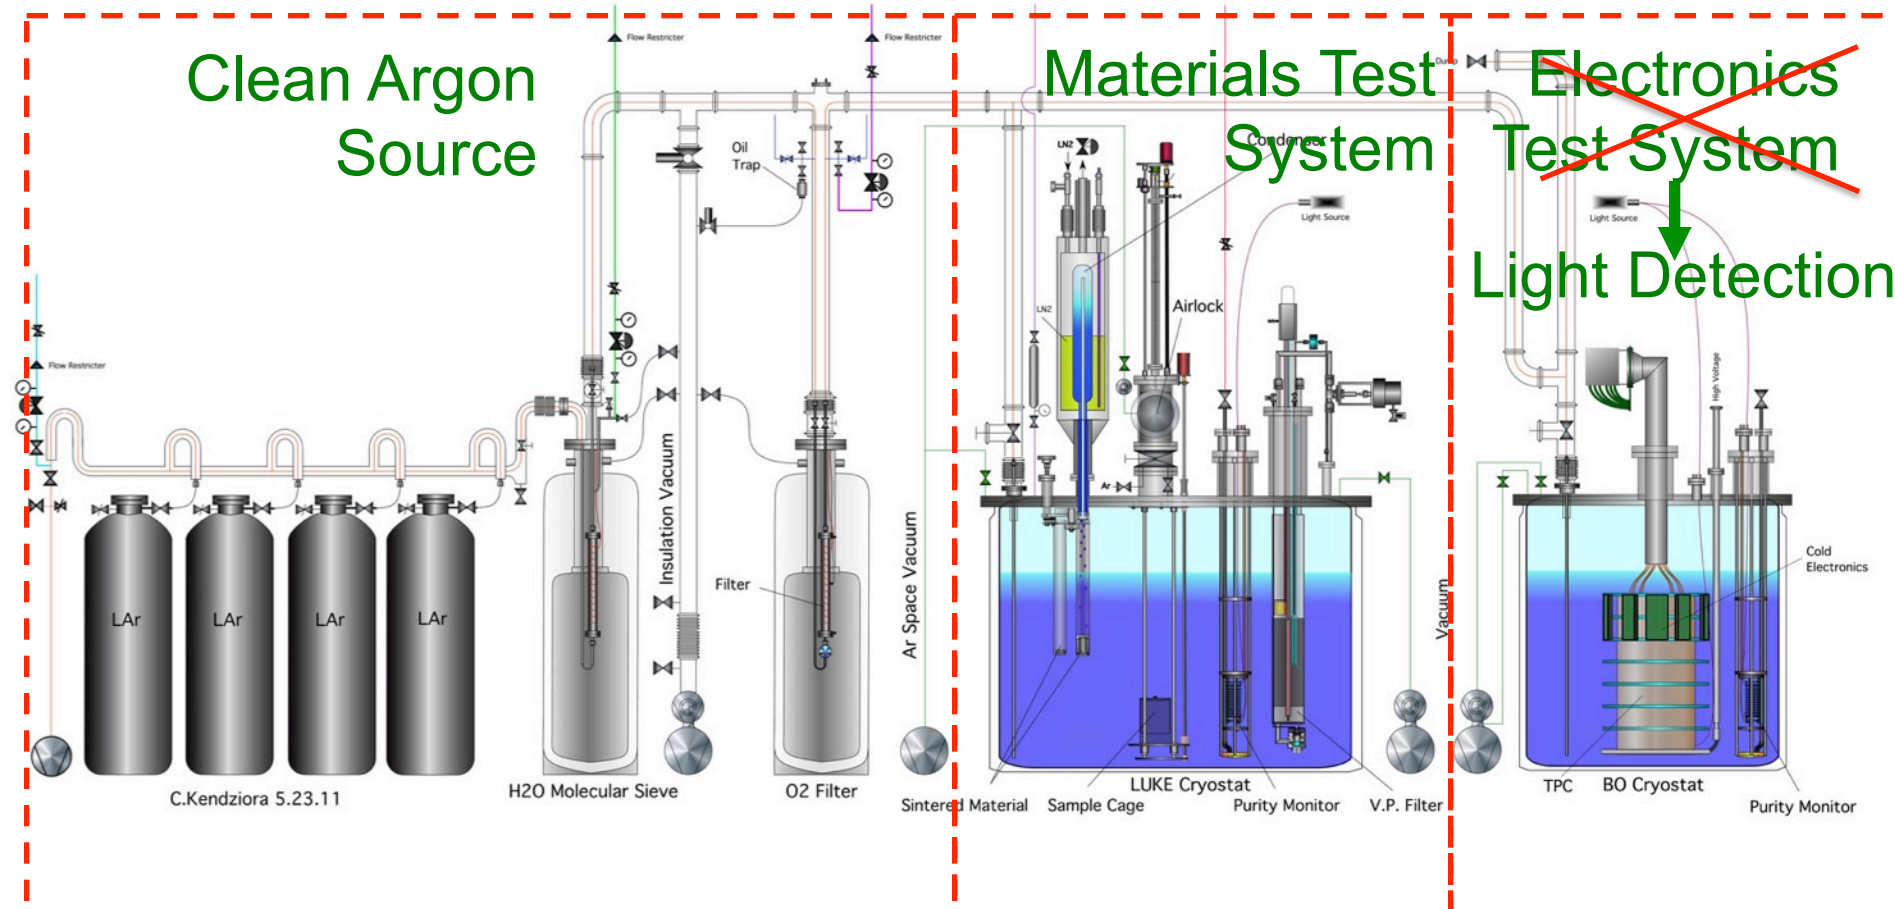 Clean Argon
Source
Materials Test
System
Electronics
Test System
Light Detection
Flow Restricter
Flow Restricter
Dump
Oil
Trap
LN2
Condenser
Light Source
Light Source
LN2
Airlock
High Voltage
Flow Restricter
Insulation Vacuum
Ar
Filter
Ar Space Vacuum
Vacuum
Cold
Electronics
LAr
LAr
LAr
LAr
C.Kendziora 5.23.11
H2O Molecular Sieve
O2 Filter
LUKE Cryostat
TPC
BO Cryostat
Sintered Material
Sample Cage
Purity Monitor
V.P. Filter
Purity Monitor